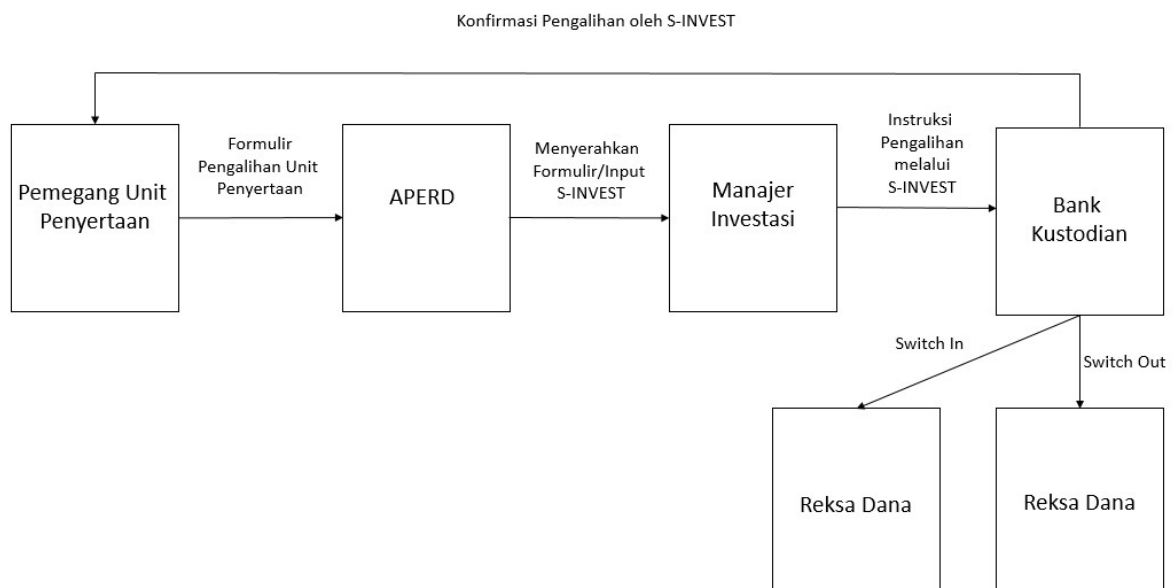 Konfirmasi Pengalihan oleh S-INVEST
Pemegang Unit
Penyertaan
Formulir
Pengalihan Unit
Penyertaan
APERD
Menyerahkan
Formulir/Input
S-INVEST
Manajer
Investasi
Instruksi
Pengalihan
melalui
S-INVEST
Bank
Kustodian
Switch In
Switch Out
Reksa Dana
Reksa Dana